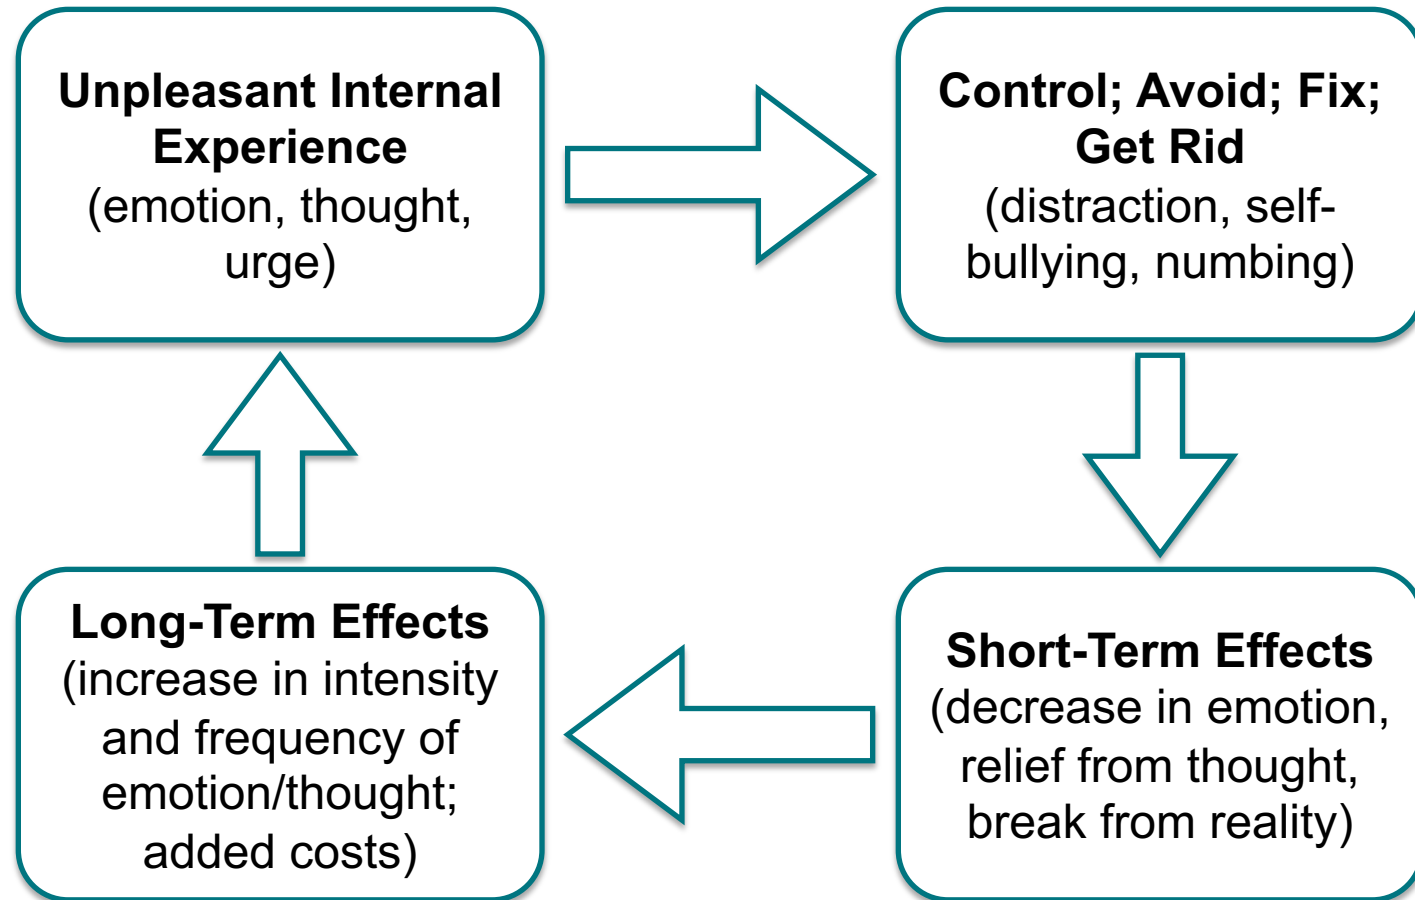 Unpleasant Internal
Experience
(emotion, thought,
urge)
Control; Avoid; Fix;
Get Rid
(distraction, self-
bullying, numbing)
Long-Term Effects
(increase in intensity
and frequency of
emotion/thought;
added costs)
Short-Term Effects
(decrease in emotion,
relief from thought,
break from reality)